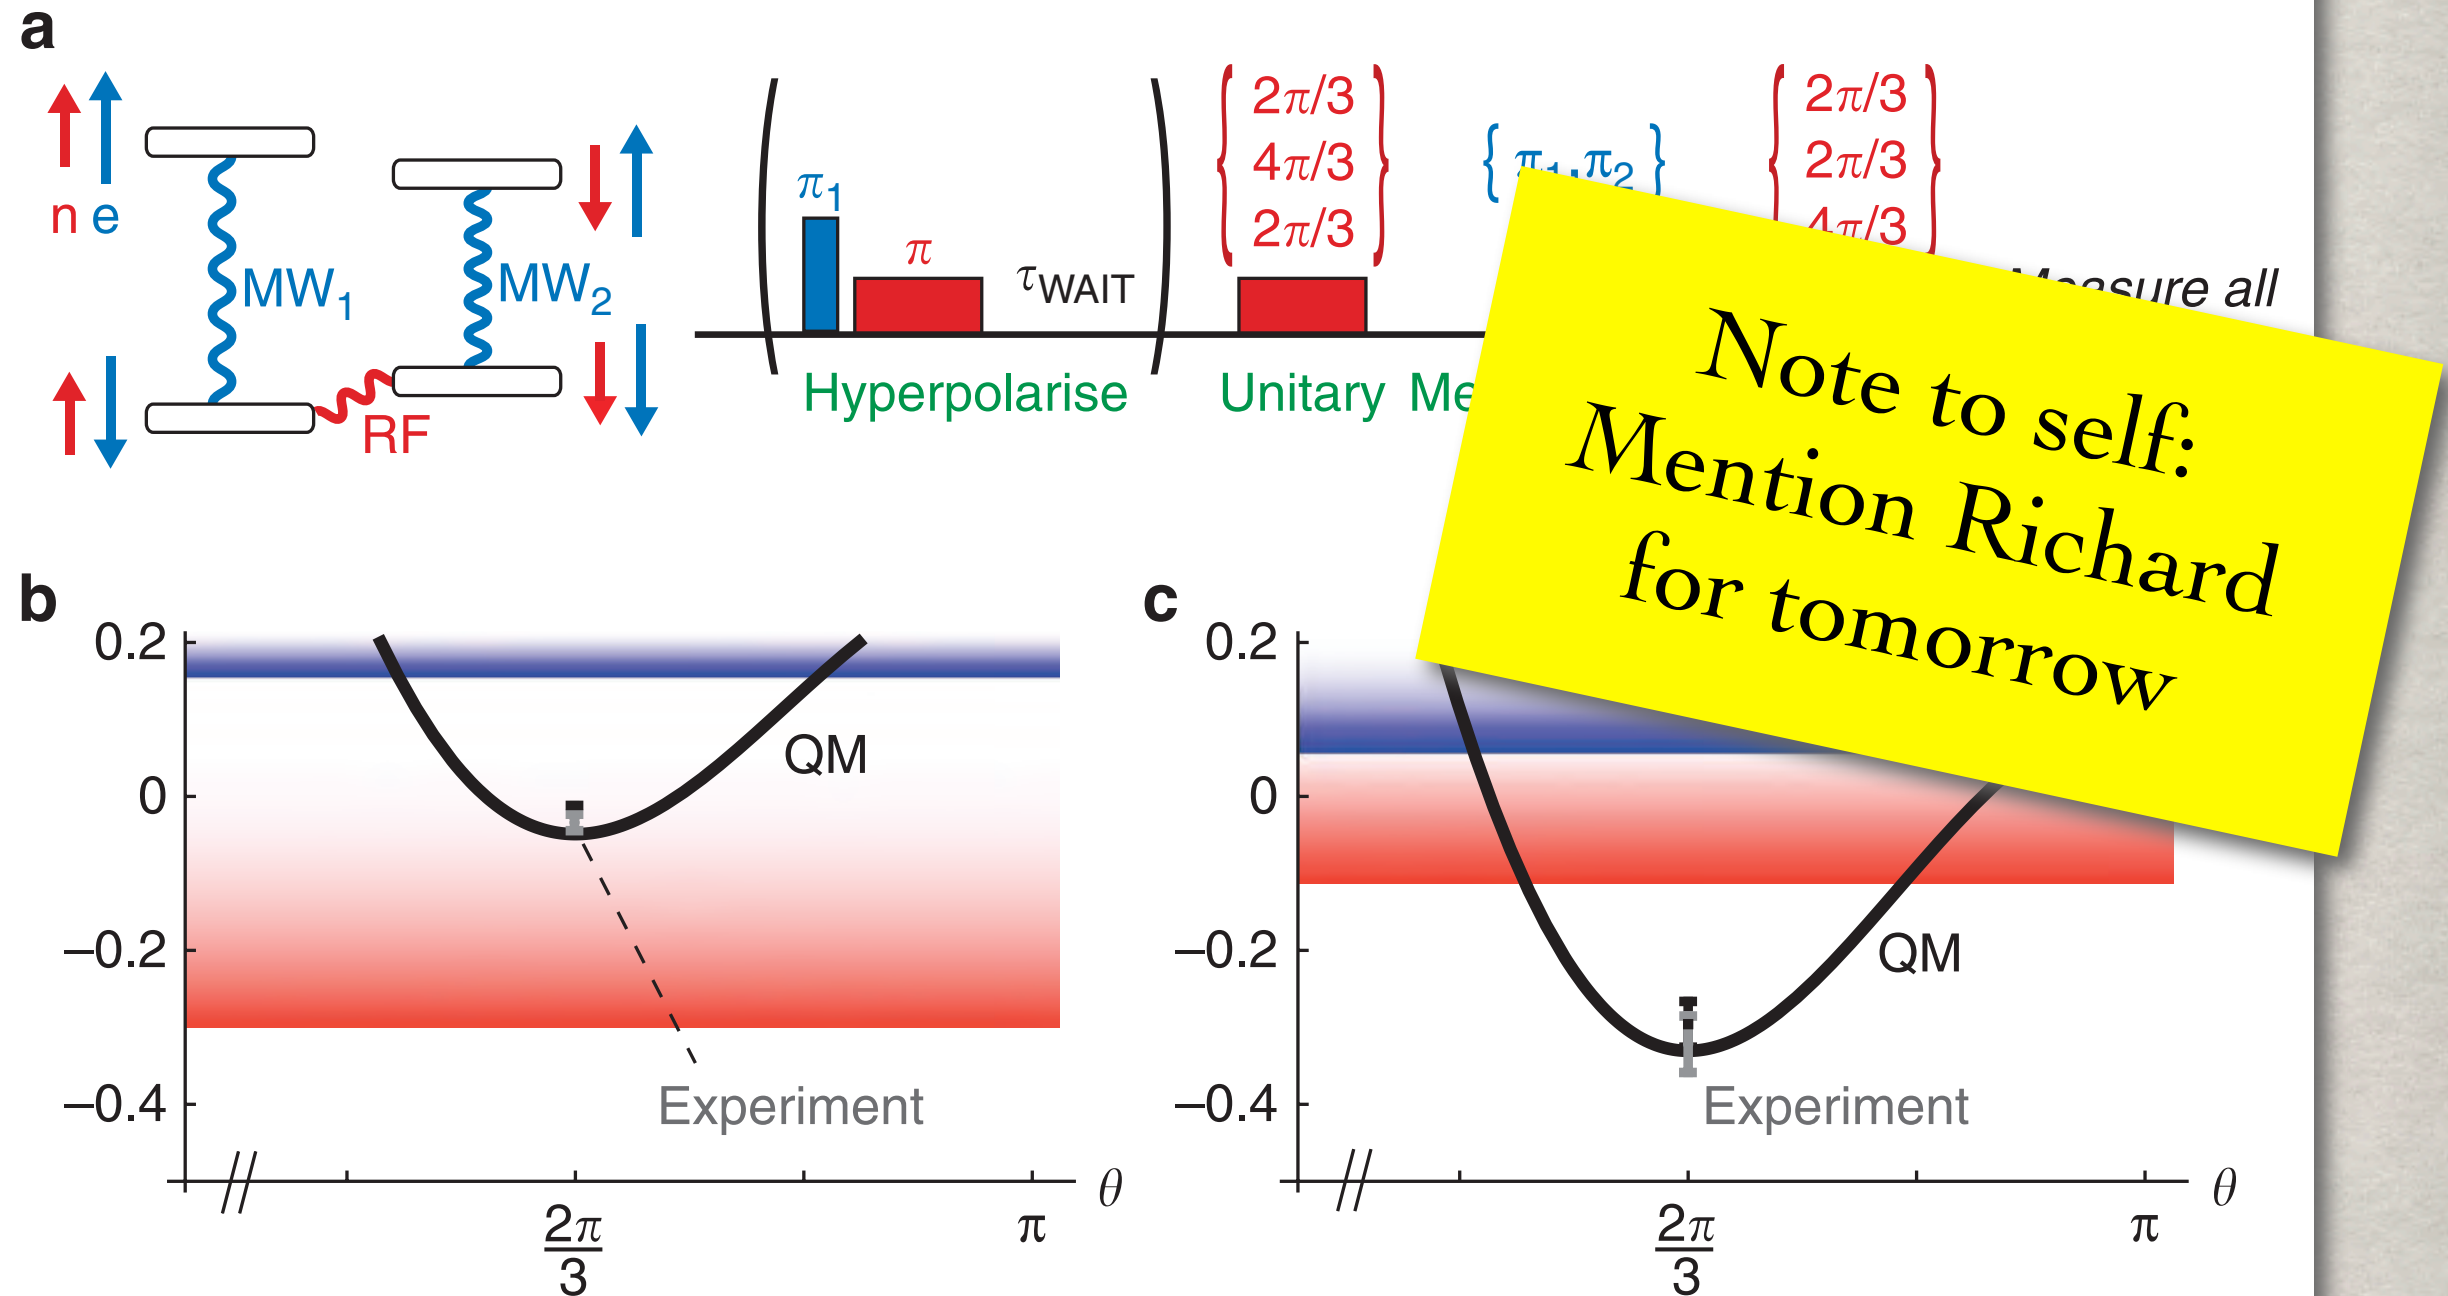 a
n e
MW1
MW2
RF
π1
π
τWAIT
Hyperpolarise
2π/3
4π/3
2π/3
Unitary
{ π1,π2 }
2π/3
2π/3
4π/3
Measure all
Note to self:
Mention Richard
for tomorrow
b
0.2
0
–0.2
–0.4
QM
Experiment
2π
3
π
θ
c
0.2
0
–0.2
–0.4
QM
Experiment
2π
3
π
θ